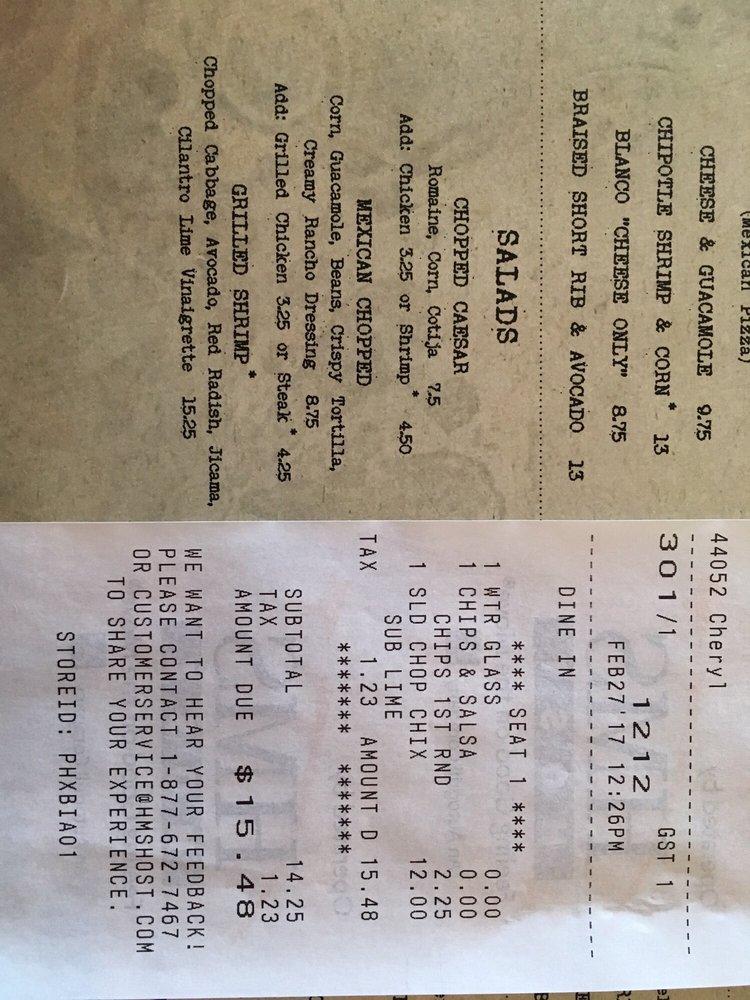 (Mexican Pizza)
CHEESE & GUACAMOLE 9.75
CHIPOTLE SHRIMP & CORN* 13
BLANCO "CHEESE ONLY" 8.75
BRAISED SHORT RIB & AVOCADO 13
SALADS
CHOPPED CAESAR
Romaine, Corn, Cotija 7.5
Add: Chicken 3.25 or Shrimp* 4.50
MEXICAN CHOPPED
Corn, Guacamole, Beans, Crispy Tortilla,
Creamy Rancho Dressing 8.75
Add: Grilled Chicken 3.25 or Steak* 4.25
GRILLED SHRIMP*
Chopped Cabbage, Avocado, Red Radish, Jicama,
Cilantro Lime Vinaigrette 15.25
44052 Cheryl
301/1 1212 GST 1
FEB27'17 12:26PM
DINE IN
**** SEAT 1 ****
1 WTR GLASS 0.00
1 CHIPS & SALSA 0.00
CHIPS 1ST RND 2.25
1 SLD CHOP CHIX 12.00
SUB LIME
TAX 1.23 AMOUNT D 15.48
******* *******
SUBTOTAL 14.25
TAX 1.23
AMOUNT DUE $15.48
WE WANT TO HEAR YOUR FEEDBACK!
PLEASE CONTACT 1-877-672-7467
OR CUSTOMERSERVICE@HMSHOST.COM
TO SHARE YOUR EXPERIENCE.
STOREID: PHXBIA01